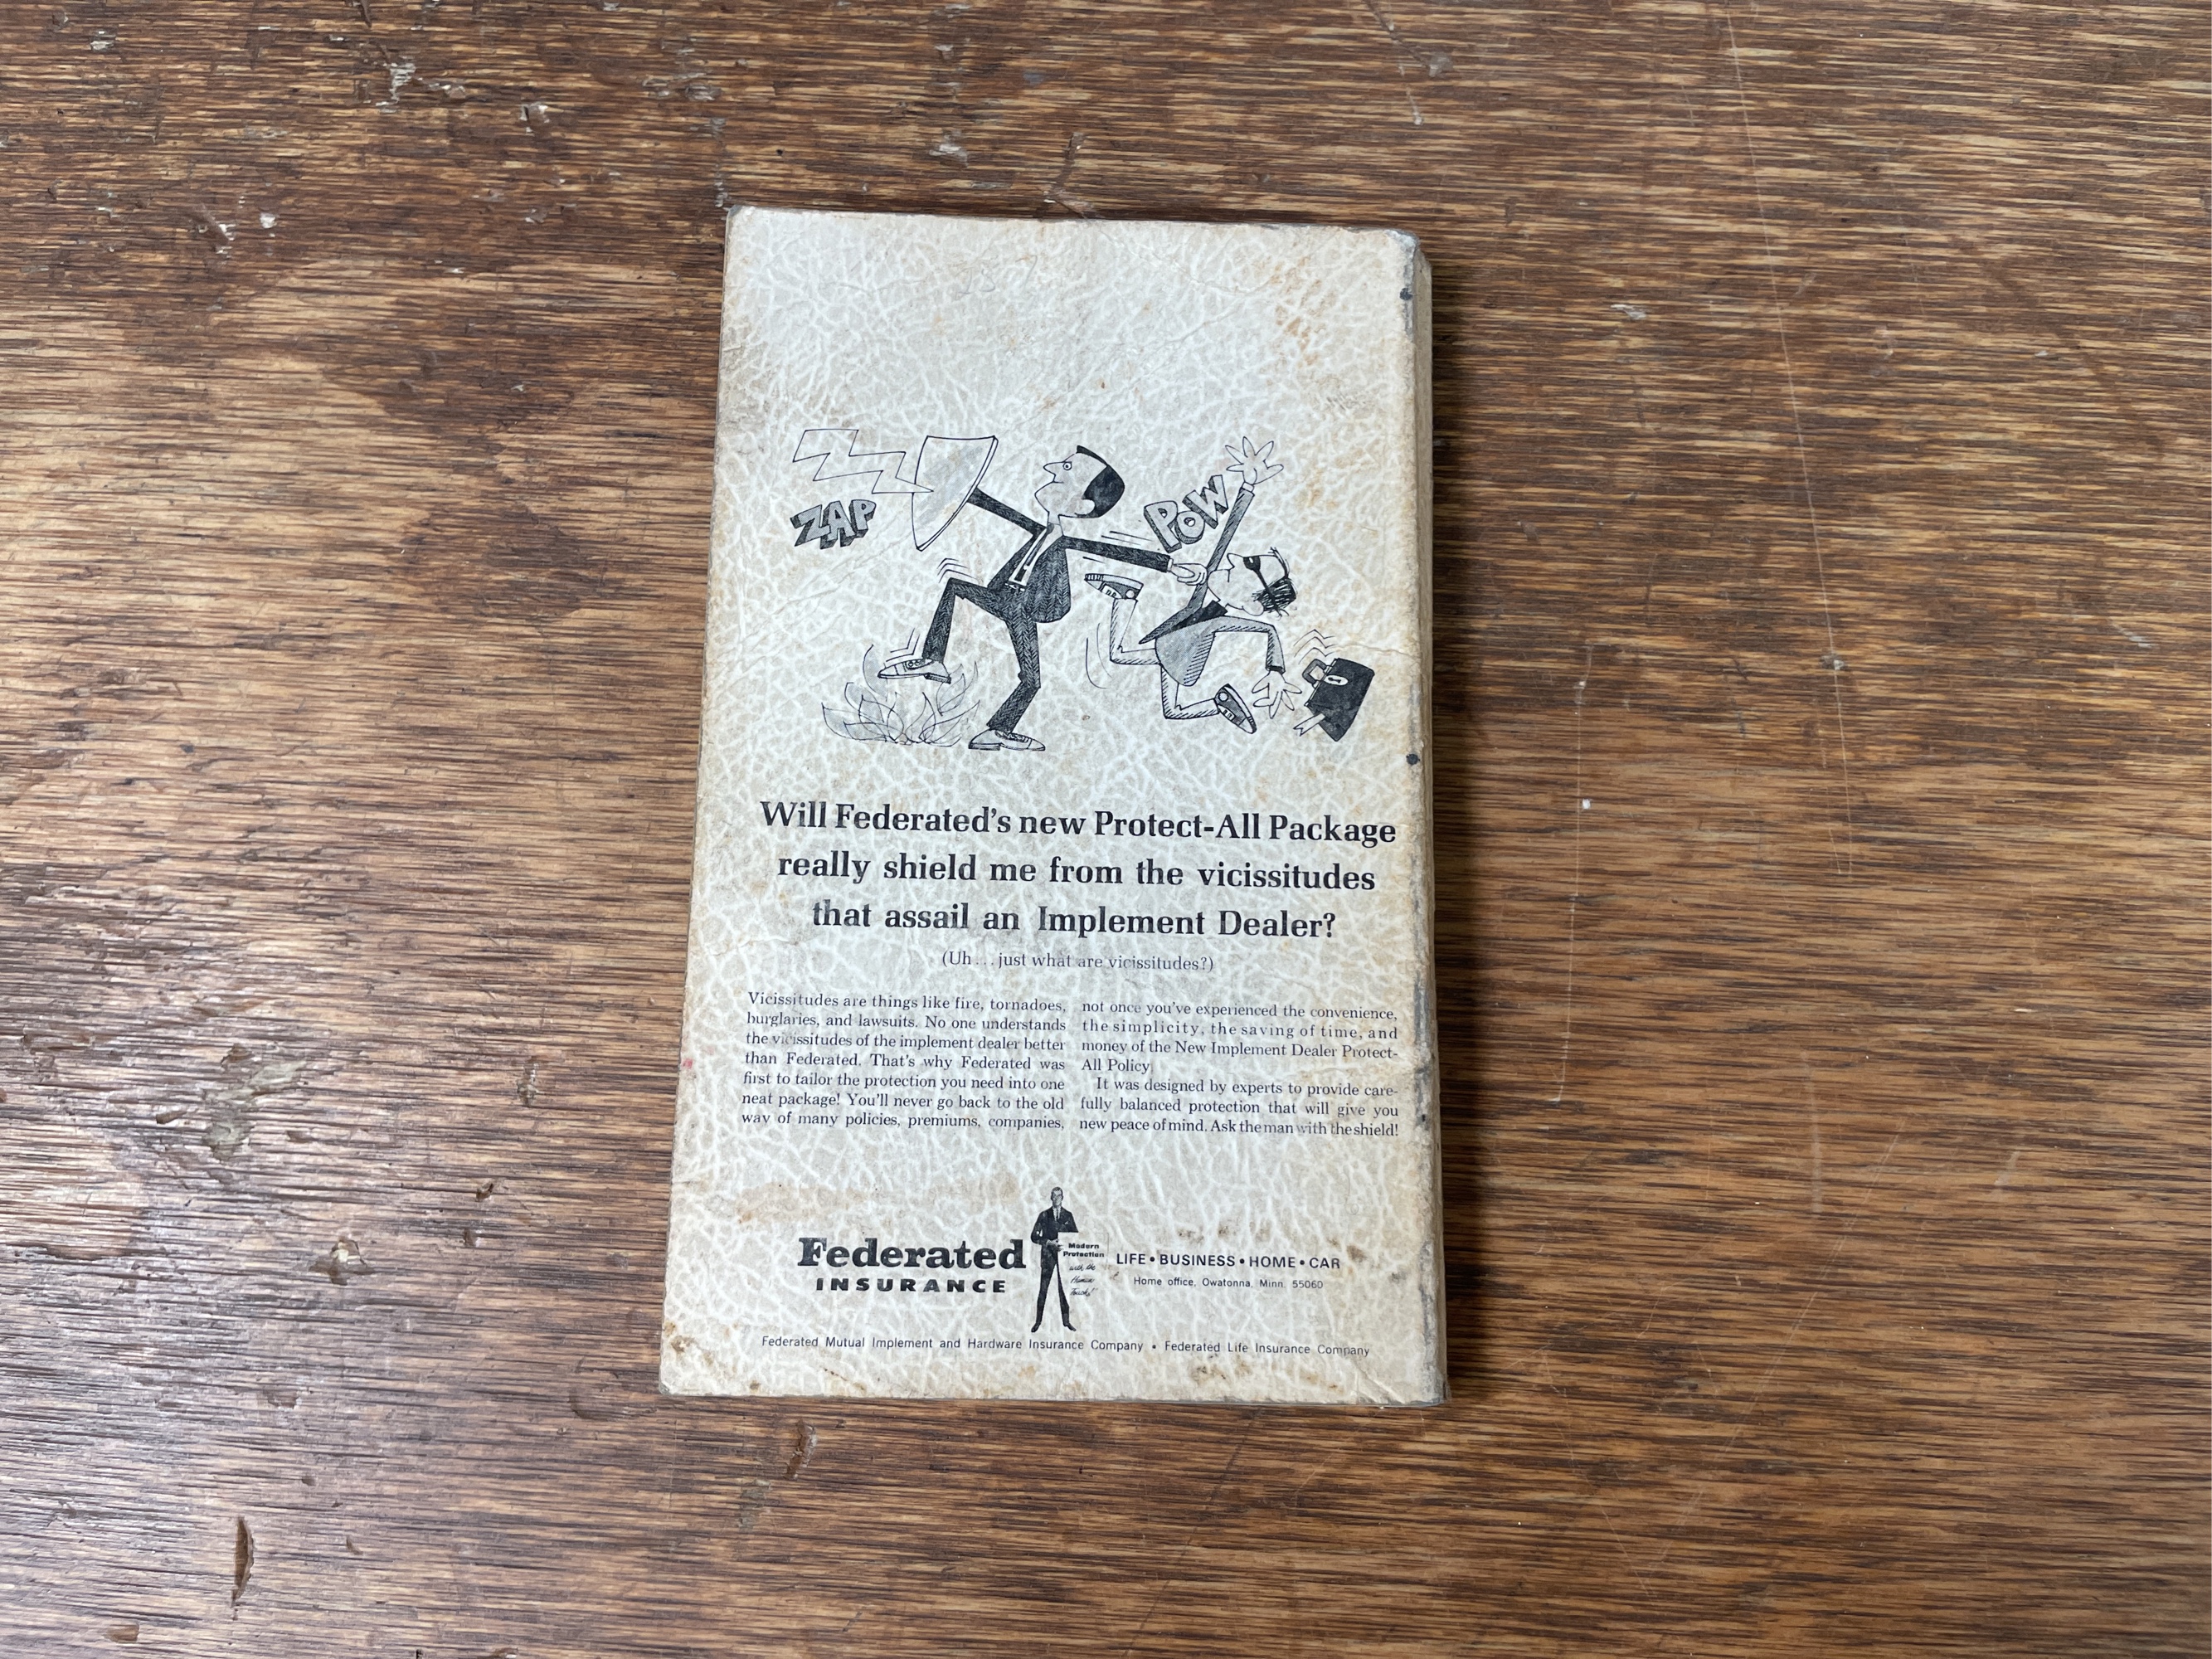 ZAP
POW
Will Federated's new Protect-All Package
really shield me from the vicissitudes
that assail an Implement Dealer?
(Uh . . . just what are vicissitudes?)
Vicissitudes are things like fire, tornadoes,
burglaries, and lawsuits. No one understands
the vicissitudes of the implement dealer better
than Federated. That's why Federated was
first to tailor the protection you need into one
neat package! You'll never go back to the old
way of many policies, premiums, companies,
not once you've experienced the convenience,
the simplicity, the saving of time, and
money of the New Implement Dealer Protect-
All Policy
It was designed by experts to provide care-
fully balanced protection that will give you
new peace of mind. Ask the man with the shield!
Federated
INSURANCE
Modern
Protection
with the
Human
Touch!
LIFE • BUSINESS • HOME • CAR
Home office, Owatonna, Minn. 55060
Federated Mutual Implement and Hardware Insurance Company • Federated Life Insurance Company